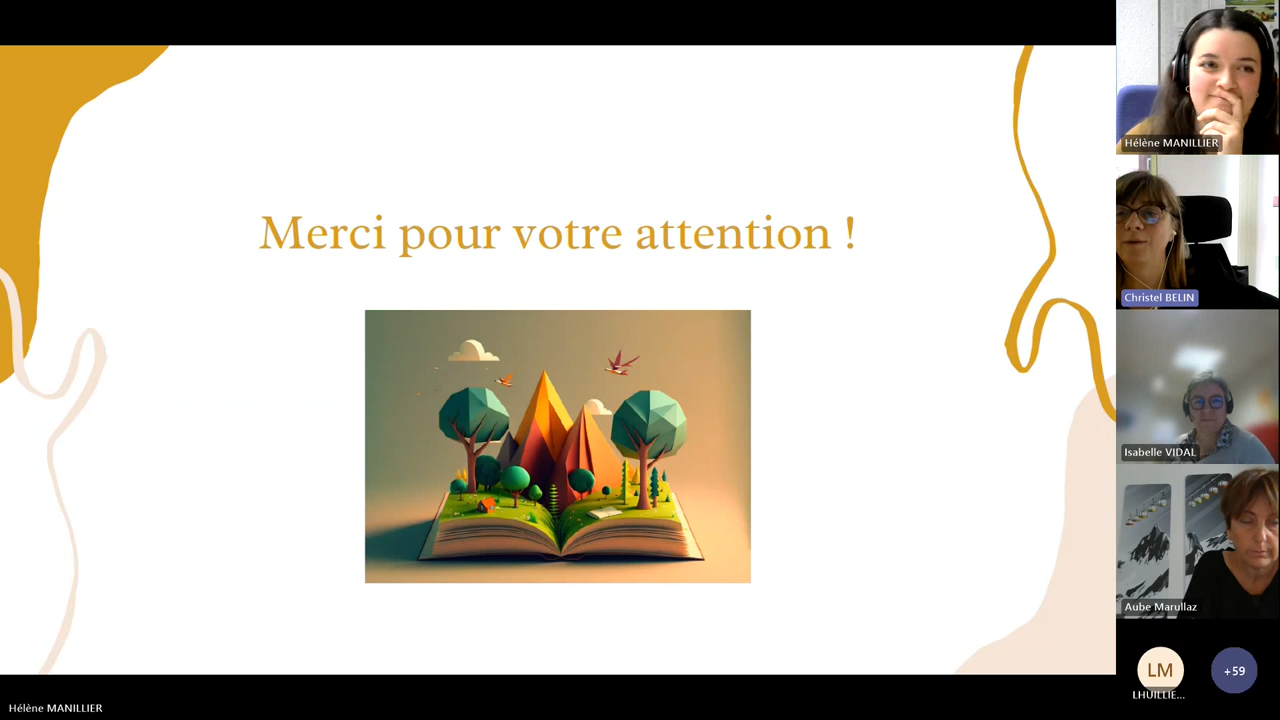 Merci pour votre attention !
Hélène MANILLIER
Christel BELIN
Isabelle VIDAL
Aube Marullaz
LM
+59
LHUILLIE...
Hélène MANILLIER